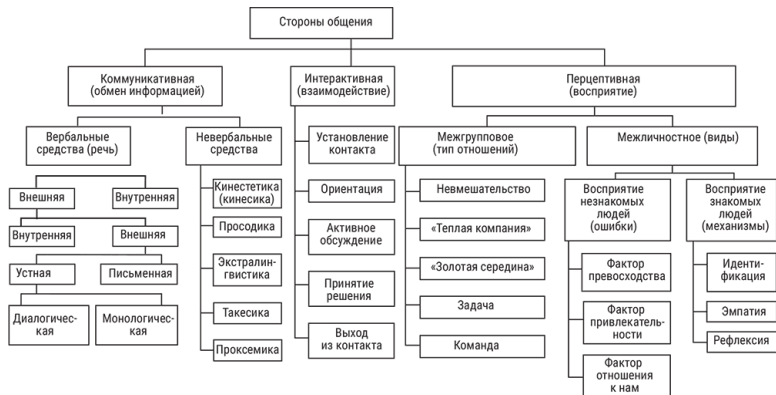 Стороны общения
Коммуникативная
(обмен информацией)
Интерактивная
(взаимодействие)
Перцептивная
(восприятие)
Вербальные
средства (речь)
Невербальные
средства
Установление
контакта
Межгрупповое
(тип отношений)
Межличностное (виды)
Внешняя
Внутренняя
Кинестетика
(кинесика)
Ориентация
Невмешательство
Восприятие
незнакомых
людей
(ошибки)
Восприятие
знакомых
людей
(механизмы)
Внутренняя
Внешняя
Просодика
Активное
обсуждение
«Теплая компания»
Устная
Письменная
Экстралин-
гвистика
Принятие
решения
«Золотая середина»
Фактор
превосходства
Иденти-
фикация
Диалогичес-
кая
Монологичес-
кая
Такесика
Задача
Фактор
привлекатель-
ности
Эмпатия
Проксемика
Выход
из контакта
Команда
Рефлексия
Фактор
отношения
к нам